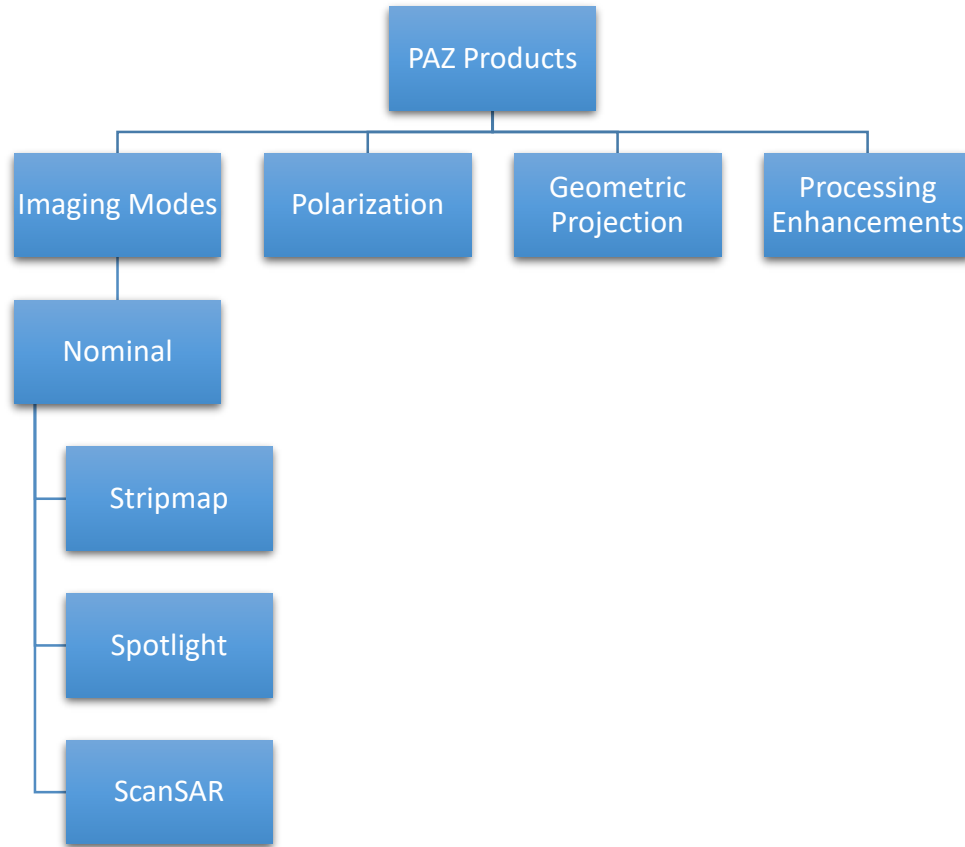 PAZ Products
Imaging Modes
Polarization
Geometric
Projection
Processing
Enhancements
Nominal
Stripmap
Spotlight
ScanSAR